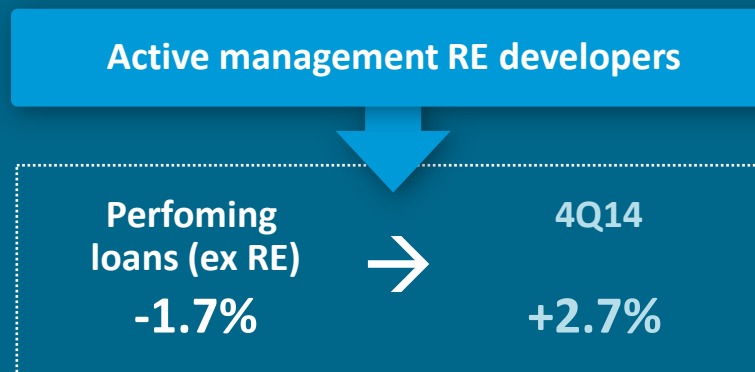 Active management RE developers
Perfoming
loans (ex RE)
→
4Q14
-1.7%
+2.7%